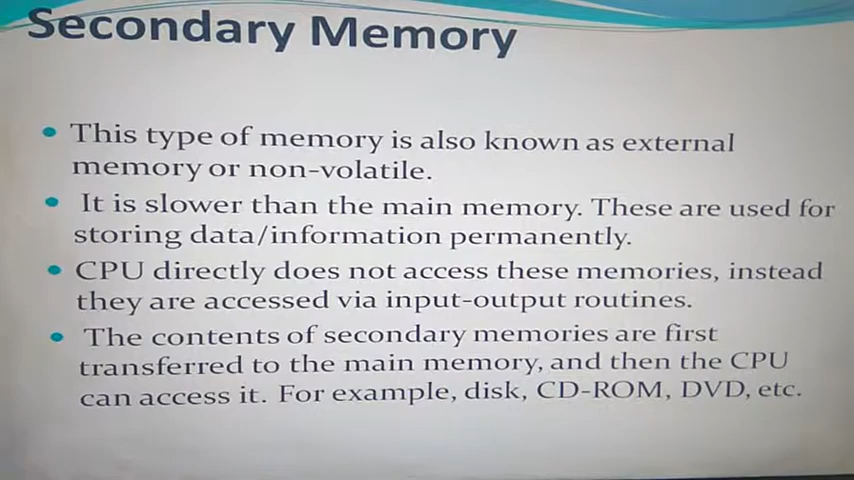 Secondary Memory
This type of memory is also known as external
memory or non-volatile.
It is slower than the main memory. These are used for
storing data/information permanently.
CPU directly does not access these memories, instead
they are accessed via input-output routines.
The contents of secondary memories are first
transferred to the main memory, and then the CPU
can access it. For example, disk, CD-ROM, DVD, etc.